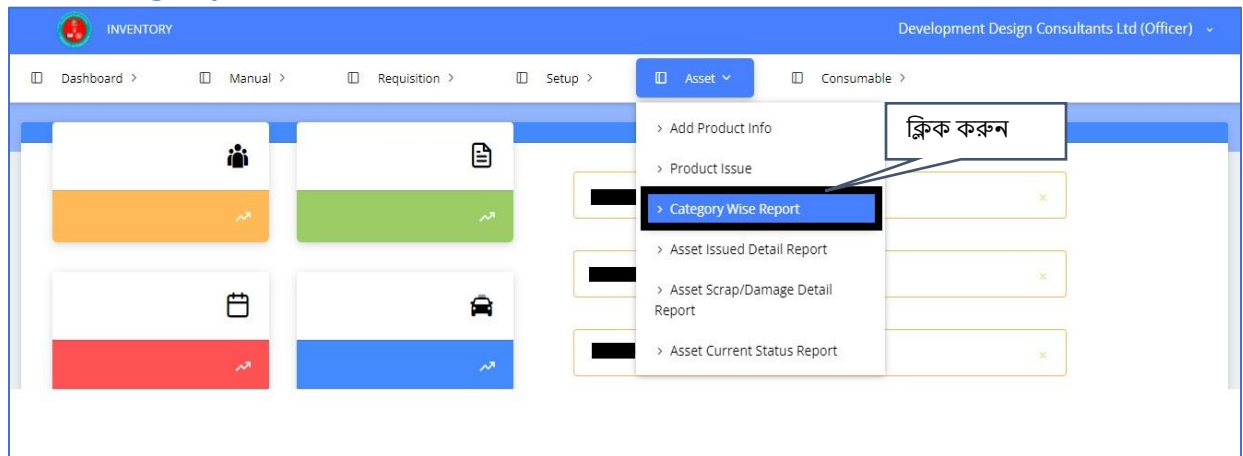 INVENTORY
Development Design Consultants Ltd (Officer)
Dashboard >
Manual >
Requisition >
Setup >
Asset
Consumable >
> Add Product Info
ক্লিক করুন
> Product Issue
> Category Wise Report
> Asset Issued Detail Report
> Asset Scrap/Damage Detail
Report
> Asset Current Status Report